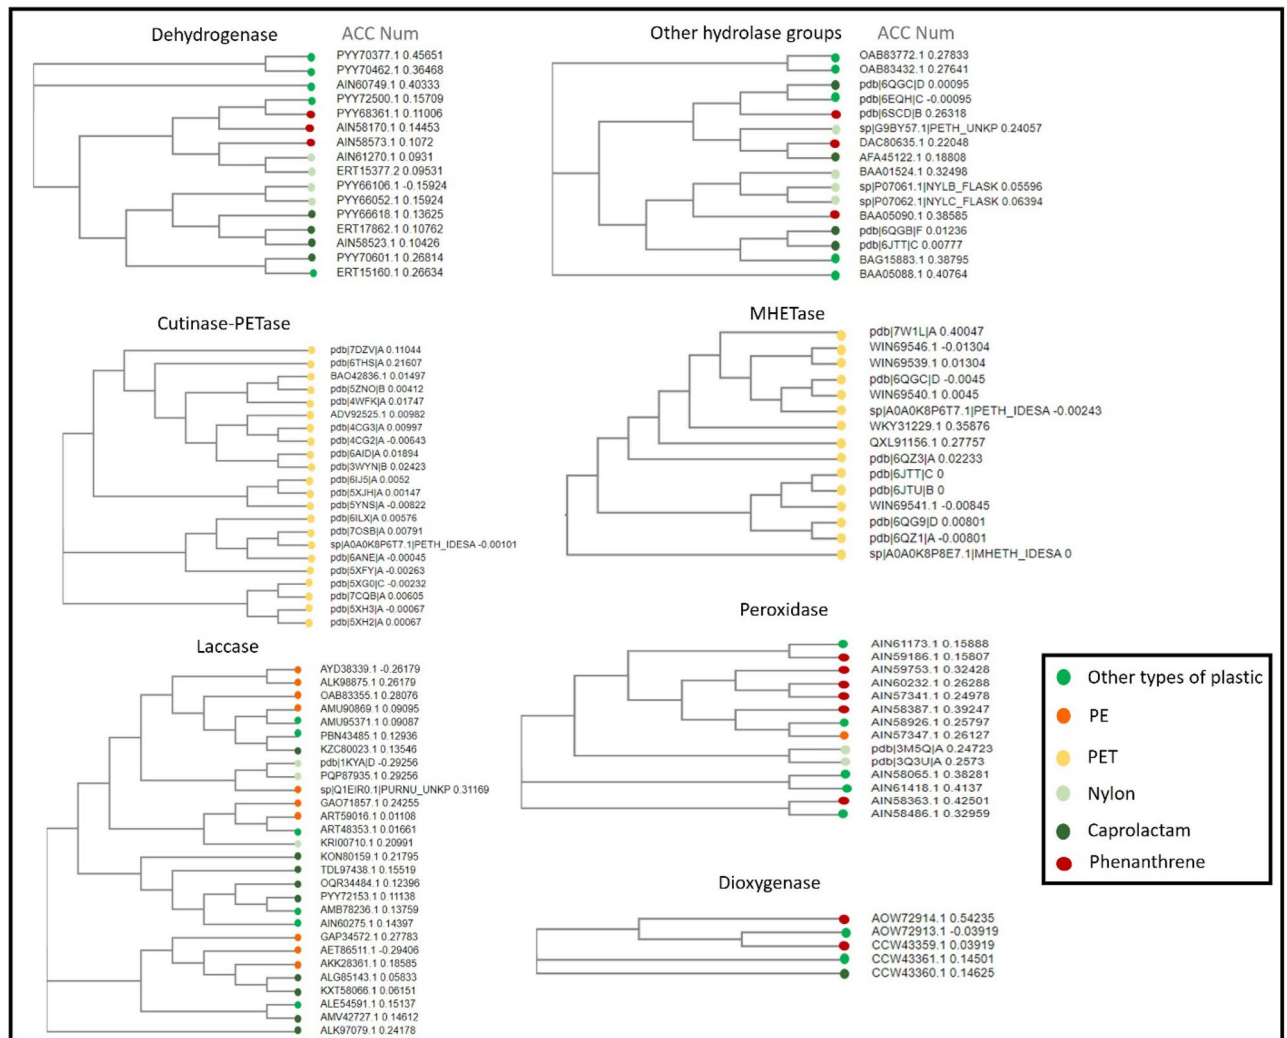 Dehydrogenase
ACC Num
PYY70377.1 0.45651
PYY70462.1 0.36468
AIN60749.1 0.40333
PYY72500.1 0.15709
PYY68361.1 0.11006
AIN58170.1 0.14453
AIN58573.1 0.1072
AIN61270.1 0.0931
ERT15377.2 0.09531
PYY66106.1 -0.15924
PYY66052.1 0.15924
PYY66618.1 0.13625
ERT17862.1 0.10762
AIN58523.1 0.10426
PYY70601.1 0.26814
ERT15160.1 0.26634
Other hydrolase groups
ACC Num
OAB83772.1 0.27833
OAB83432.1 0.27641
pdb|6QGC|D 0.00095
pdb|6EQH|C -0.00095
pdb|6SCD|B 0.26318
sp|G9BY57.1|PETH_UNKP 0.24057
DAC80635.1 0.22048
AFA45122.1 0.18808
BAA01524.1 0.32498
sp|P07061.1|NYLB_FLASK 0.05596
sp|P07062.1|NYLC_FLASK 0.06394
BAA05090.1 0.38585
pdb|6QGB|F 0.01236
pdb|6JTT|C 0.00777
BAG15883.1 0.38795
BAA05088.1 0.40764
Cutinase-PETase
pdb|7DZV|A 0.11044
pdb|6THS|A 0.21607
BAO42836.1 0.01497
pdb|5ZNO|B 0.00412
pdb|4WFK|A 0.01747
ADV92525.1 0.00982
pdb|4CG3|A 0.00997
pdb|4CG2|A -0.00643
pdb|6AID|A 0.01894
pdb|3WYN|B 0.02423
pdb|6IJ5|A 0.0052
pdb|5XJH|A 0.00147
pdb|5YNS|A -0.00822
pdb|6ILX|A 0.00576
pdb|7OSB|A 0.00791
sp|A0A0K8P6T7.1|PETH_IDESA -0.00101
pdb|6ANE|A -0.00045
pdb|5XFY|A -0.00263
pdb|5XG0|C -0.00232
pdb|7CQB|A 0.00605
pdb|5XH3|A -0.00067
pdb|5XH2|A 0.00067
MHETase
pdb|7W1L|A 0.40047
WIN69546.1 -0.01304
WIN69539.1 0.01304
pdb|6QGC|D -0.0045
WIN69540.1 0.0045
sp|A0A0K8P6T7.1|PETH_IDESA -0.00243
WKY31229.1 0.35876
QXL91156.1 0.27757
pdb|6QZ3|A 0.02233
pdb|6JTT|C 0
pdb|6JTU|B 0
WIN69541.1 -0.00845
pdb|6QG9|D 0.00801
pdb|6QZ1|A -0.00801
sp|A0A0K8P8E7.1|MHETH_IDESA 0
Laccase
AYD38339.1 -0.26179
ALK98875.1 0.26179
OAB83355.1 0.28076
AMU90869.1 0.09095
AMU95371.1 0.09087
PBN43485.1 0.12936
KZC80023.1 0.13546
pdb|1KYA|D -0.29256
PQP87935.1 0.29256
sp|Q1EIR0.1|PURNU_UNKP 0.31169
GAO71857.1 0.24255
ART59016.1 0.01108
ART48353.1 0.01661
KRI00710.1 0.20991
KON80159.1 0.21795
TDL97438.1 0.15519
OQR34484.1 0.12396
PYY72153.1 0.11138
AMB78236.1 0.13759
AIN60275.1 0.14397
GAP34572.1 0.27783
AET86511.1 -0.29406
AKK28361.1 0.18585
ALG85143.1 0.05833
KXT58066.1 0.06151
ALE54591.1 0.15137
AMV42727.1 0.14612
ALK97079.1 0.24178
Peroxidase
AIN61173.1 0.15888
AIN59186.1 0.15807
AIN59753.1 0.32428
AIN60232.1 0.26288
AIN57341.1 0.24978
AIN58387.1 0.39247
AIN58926.1 0.25797
AIN57347.1 0.26127
pdb|3M5Q|A 0.24723
pdb|3Q3U|A 0.2573
AIN58065.1 0.38281
AIN61418.1 0.4137
AIN58363.1 0.42501
AIN58486.1 0.32959
Dioxygenase
AOW72914.1 0.54235
AOW72913.1 -0.03919
CCW43359.1 0.03919
CCW43361.1 0.14501
CCW43360.1 0.14625
Other types of plastic
PE
PET
Nylon
Caprolactam
Phenanthrene